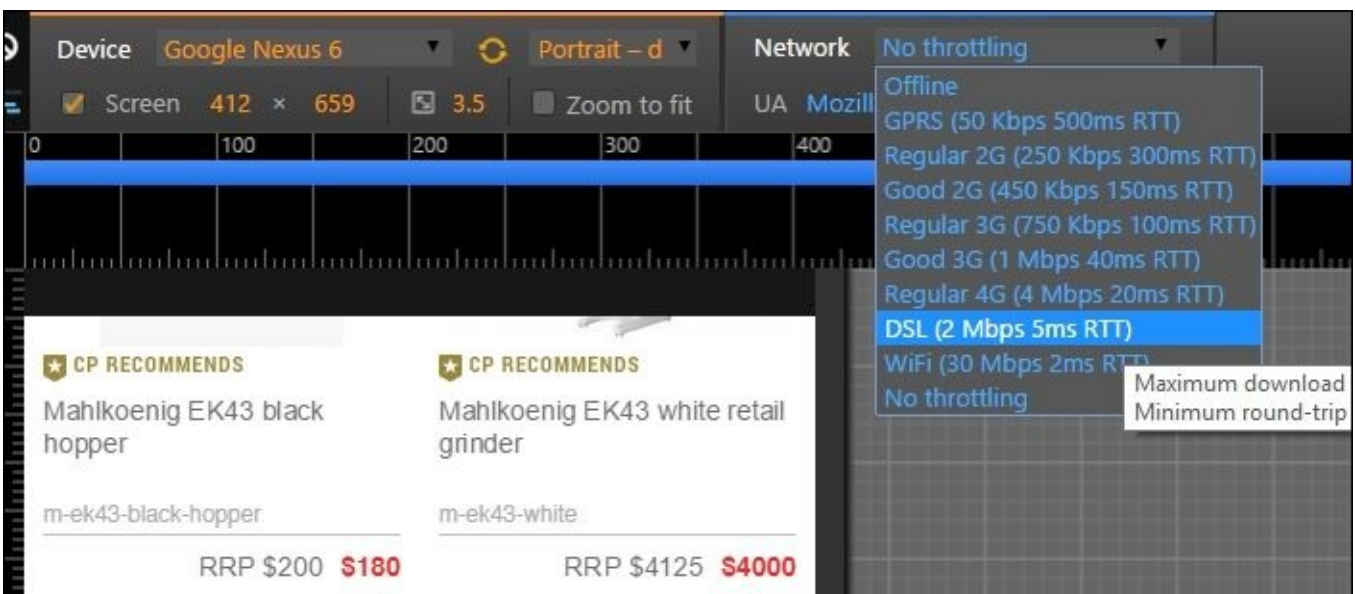 Device Google Nexus 6 Portrait – d Network No throttling
Screen 412 × 659 3.5 Zoom to fit UA Mozill
Offline
GPRS (50 Kbps 500ms RTT)
0 100 200 300 400
Regular 2G (250 Kbps 300ms RTT)
Good 2G (450 Kbps 150ms RTT)
Regular 3G (750 Kbps 100ms RTT)
Good 3G (1 Mbps 40ms RTT)
Regular 4G (4 Mbps 20ms RTT)
DSL (2 Mbps 5ms RTT)
WiFi (30 Mbps 2ms RTT)
No throttling
Maximum download
Minimum round-trip
CP RECOMMENDS
Mahlkoenig EK43 black
hopper
m-ek43-black-hopper
RRP $200 $180
CP RECOMMENDS
Mahlkoenig EK43 white retail
grinder
m-ek43-white
RRP $4125 $4000